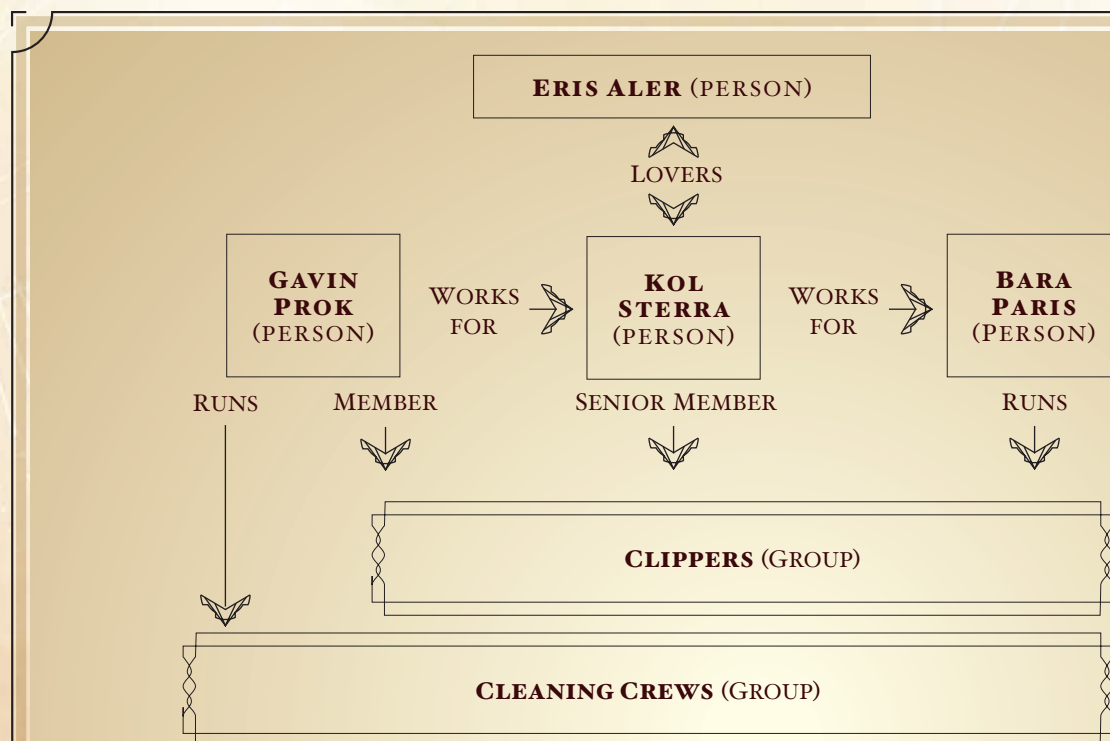 Eris Aler (person)
Lovers
Gavin
Prok
(person)
Works
for
Kol
Sterra
(person)
Works
for
Bara
Paris
(Person)
Runs
Member
Senior Member
Runs
Clippers (Group)
Cleaning Crews (Group)